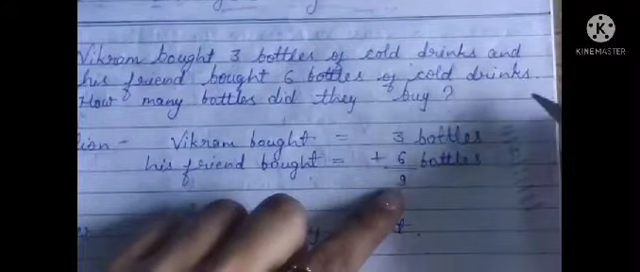 K
KINEMASTER
Vikram bought 3 bottles of cold drinks and
his friend bought 6 bottles of cold drinks.
How many bottles did they buy?
Vikram bought = 3 bottles
his friend bought = + 6 bottles
9